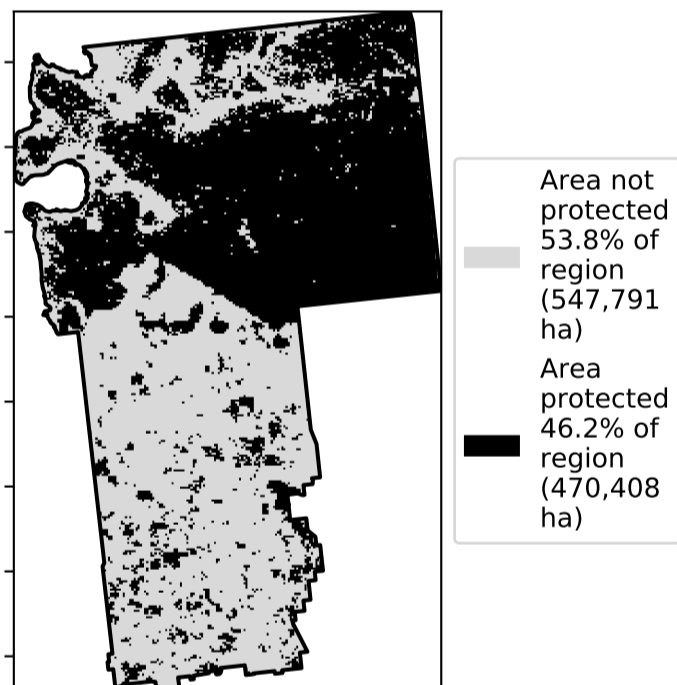 Area not
protected
53.8% of
region
(547,791
ha)
Area
protected
46.2% of
region
(470,408
ha)